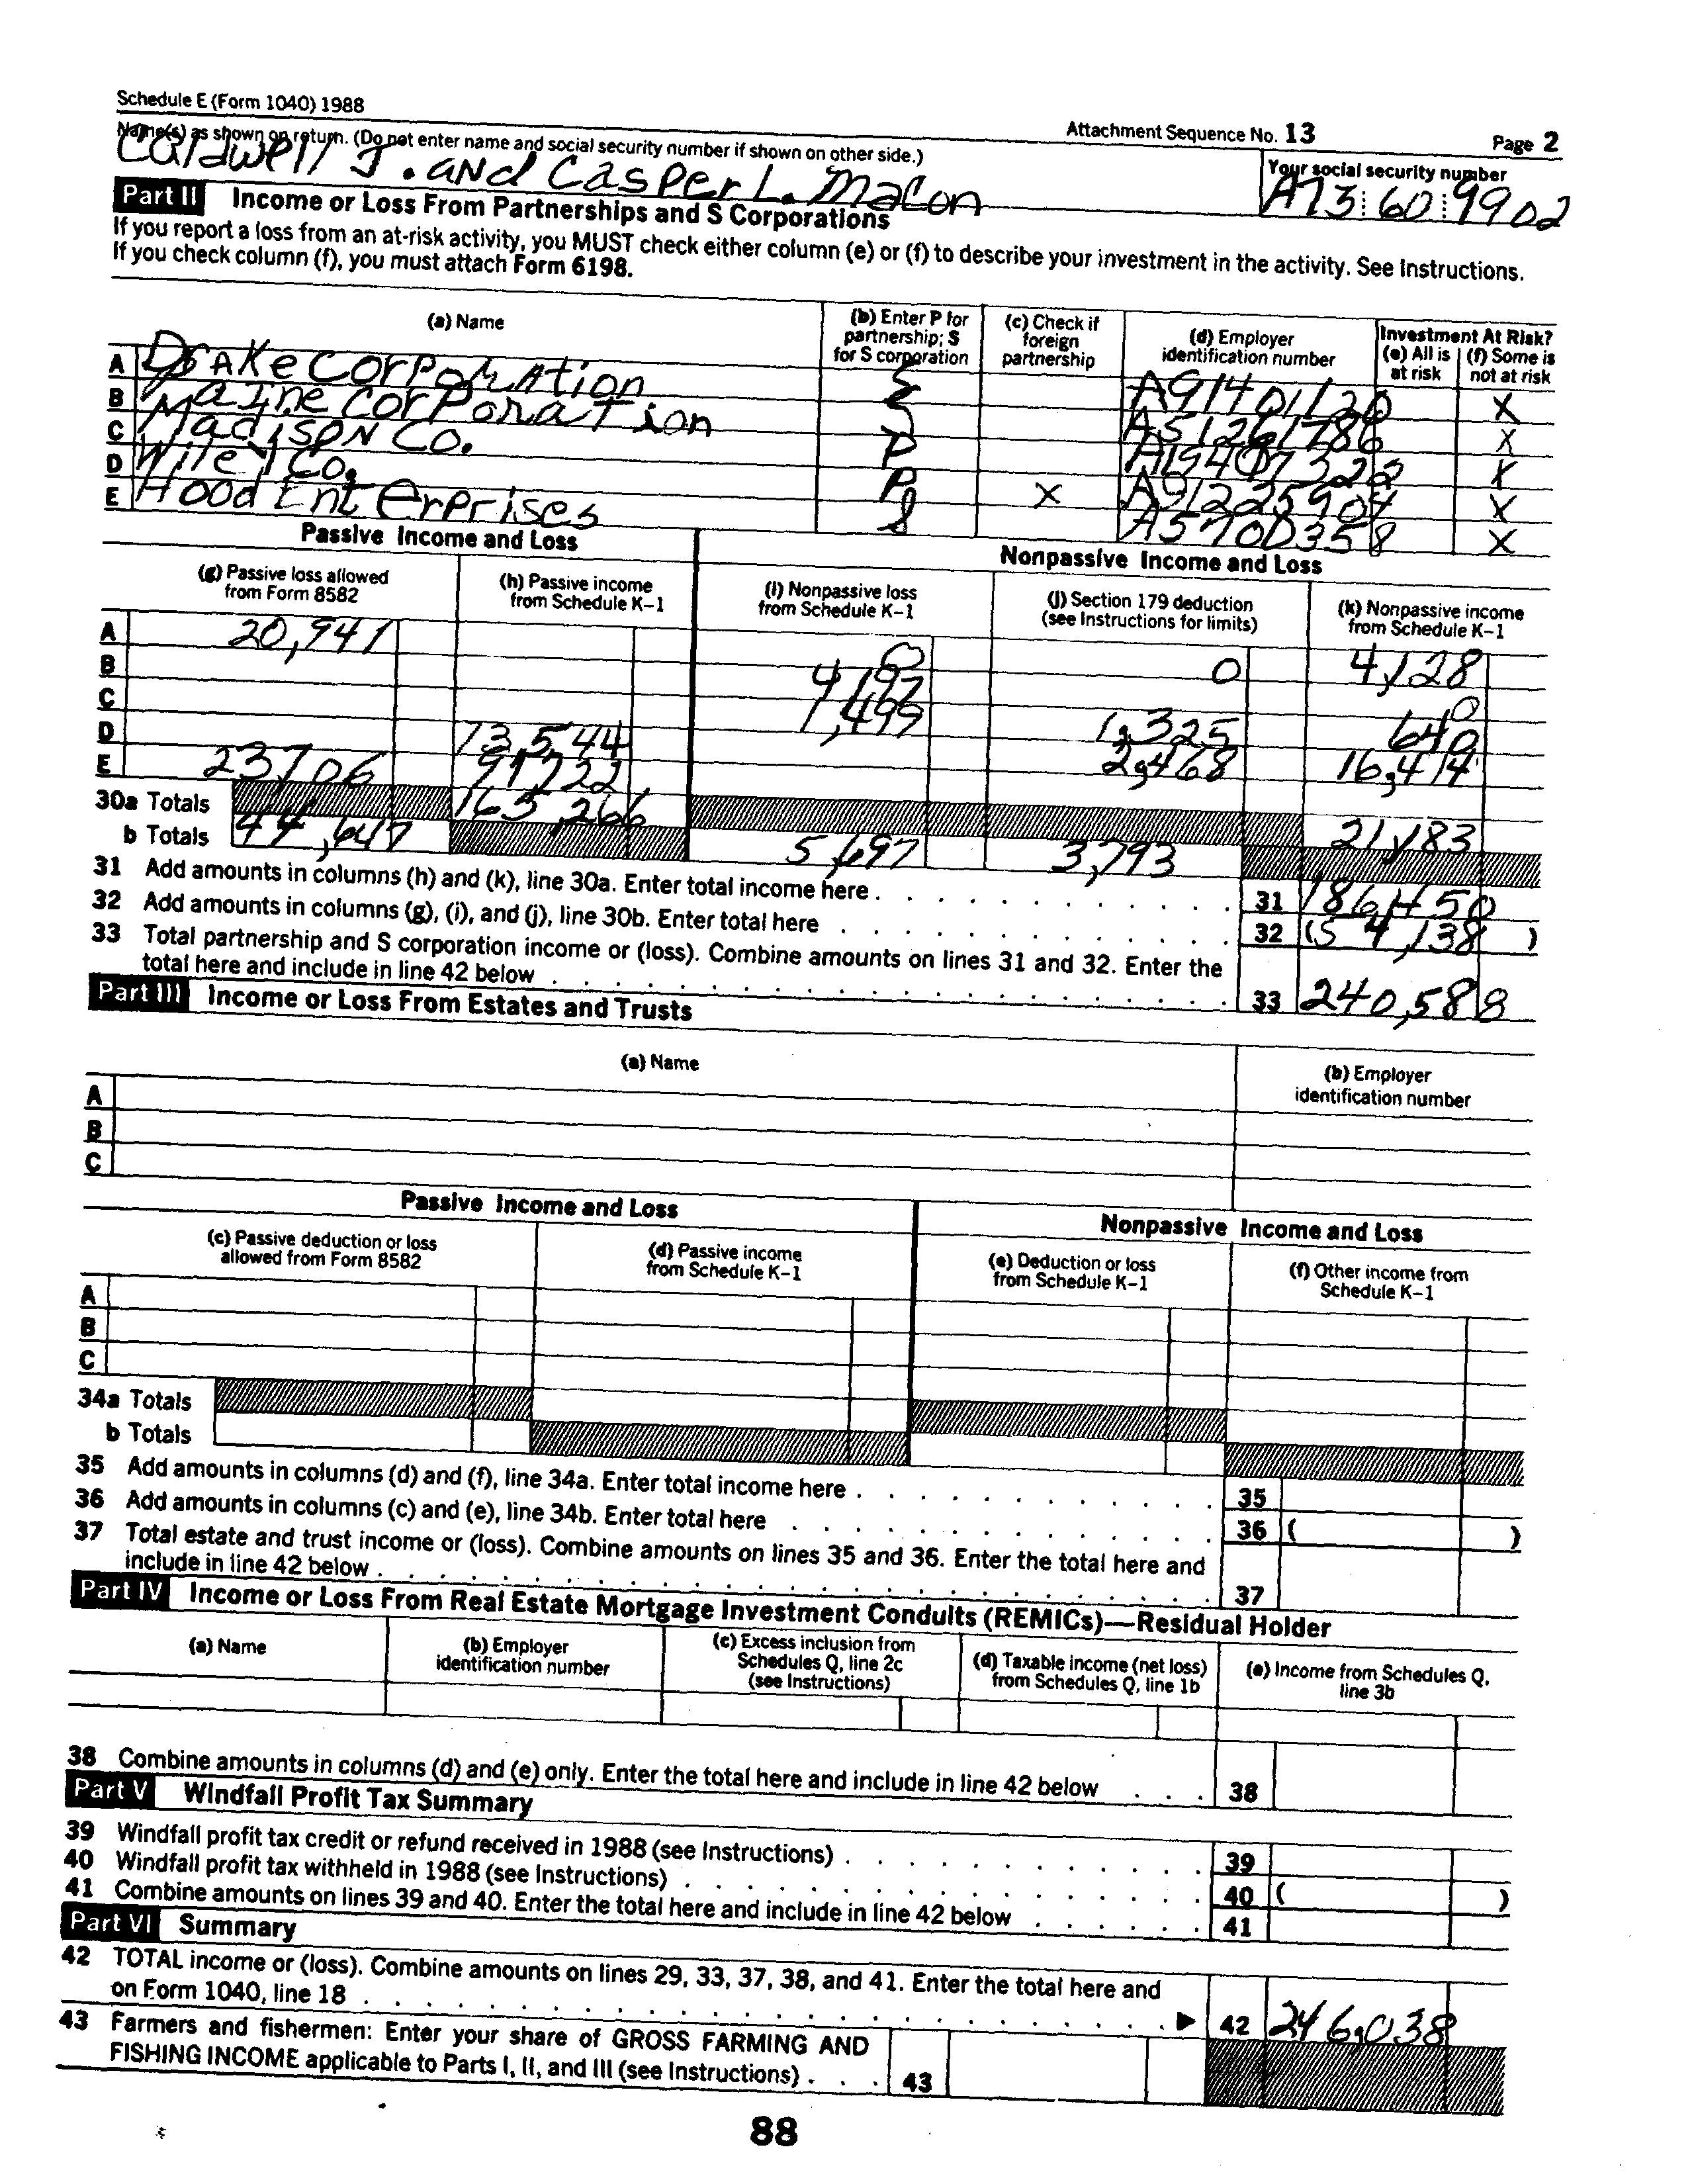 Schedule E (Form 1040) 1988
Attachment Sequence No. 13 Page 2
Name(s) as shown on return. (Do not enter name and social security number if shown on other side.)
Your social security number
Caldwell J. and Casper L. Macon
A73 60 9902
Part II Income or Loss From Partnerships and S Corporations
If you report a loss from an at-risk activity, you MUST check either column (e) or (f) to describe your investment in the activity. See Instructions.
If you check column (f), you must attach Form 6198.
(a) Name
(b) Enter P for partnership; S for S corporation
(c) Check if foreign partnership
(d) Employer identification number
Investment At Risk?
(e) All is at risk
(f) Some is not at risk
A Drake Corporation S A91401120 X
B Maine Corporation S A51261786 X
C Madison Co. P X
D Wiley Co. P X A91225904 X
E Hood Enterprises S A5700358 X
Passive Income and Loss
Nonpassive Income and Loss
(g) Passive loss allowed from Form 8582
(h) Passive income from Schedule K-1
(i) Nonpassive loss from Schedule K-1
(j) Section 179 deduction (see Instructions for limits)
(k) Nonpassive income from Schedule K-1
A 20,941 0 0 4,128
B 4,197 0
C 1,499 1,325 640
D 73,544 2,468 16,414
E 23,706 91,722
30a Totals 165,266 21,183
b Totals 44,647 5,697 3,793
31 Add amounts in columns (h) and (k), line 30a. Enter total income here 31 186,450
32 Add amounts in columns (g), (i), and (j), line 30b. Enter total here 32 (54,138)
33 Total partnership and S corporation income or (loss). Combine amounts on lines 31 and 32. Enter the
total here and include in line 42 below 33 240,588
Part III Income or Loss From Estates and Trusts
(a) Name
(b) Employer identification number
A
B
C
Passive Income and Loss
Nonpassive Income and Loss
(c) Passive deduction or loss allowed from Form 8582
(d) Passive income from Schedule K-1
(e) Deduction or loss from Schedule K-1
(f) Other income from Schedule K-1
A
B
C
34a Totals
b Totals
35 Add amounts in columns (d) and (f), line 34a. Enter total income here 35
36 Add amounts in columns (c) and (e), line 34b. Enter total here 36 ( )
37 Total estate and trust income or (loss). Combine amounts on lines 35 and 36. Enter the total here and
include in line 42 below 37
Part IV Income or Loss From Real Estate Mortgage Investment Conduits (REMICs)—Residual Holder
(a) Name
(b) Employer identification number
(c) Excess inclusion from Schedules Q, line 2c (see Instructions)
(d) Taxable income (net loss) from Schedules Q, line 1b
(e) Income from Schedules Q, line 3b
38 Combine amounts in columns (d) and (e) only. Enter the total here and include in line 42 below 38
Part V Windfall Profit Tax Summary
39 Windfall profit tax credit or refund received in 1988 (see Instructions) 39
40 Windfall profit tax withheld in 1988 (see Instructions) 40 ( )
41 Combine amounts on lines 39 and 40. Enter the total here and include in line 42 below 41
Part VI Summary
42 TOTAL income or (loss). Combine amounts on lines 29, 33, 37, 38, and 41. Enter the total here and
on Form 1040, line 18 ▶ 42 246,038
43 Farmers and fishermen: Enter your share of GROSS FARMING AND
FISHING INCOME applicable to Parts I, II, and III (see Instructions) 43
88